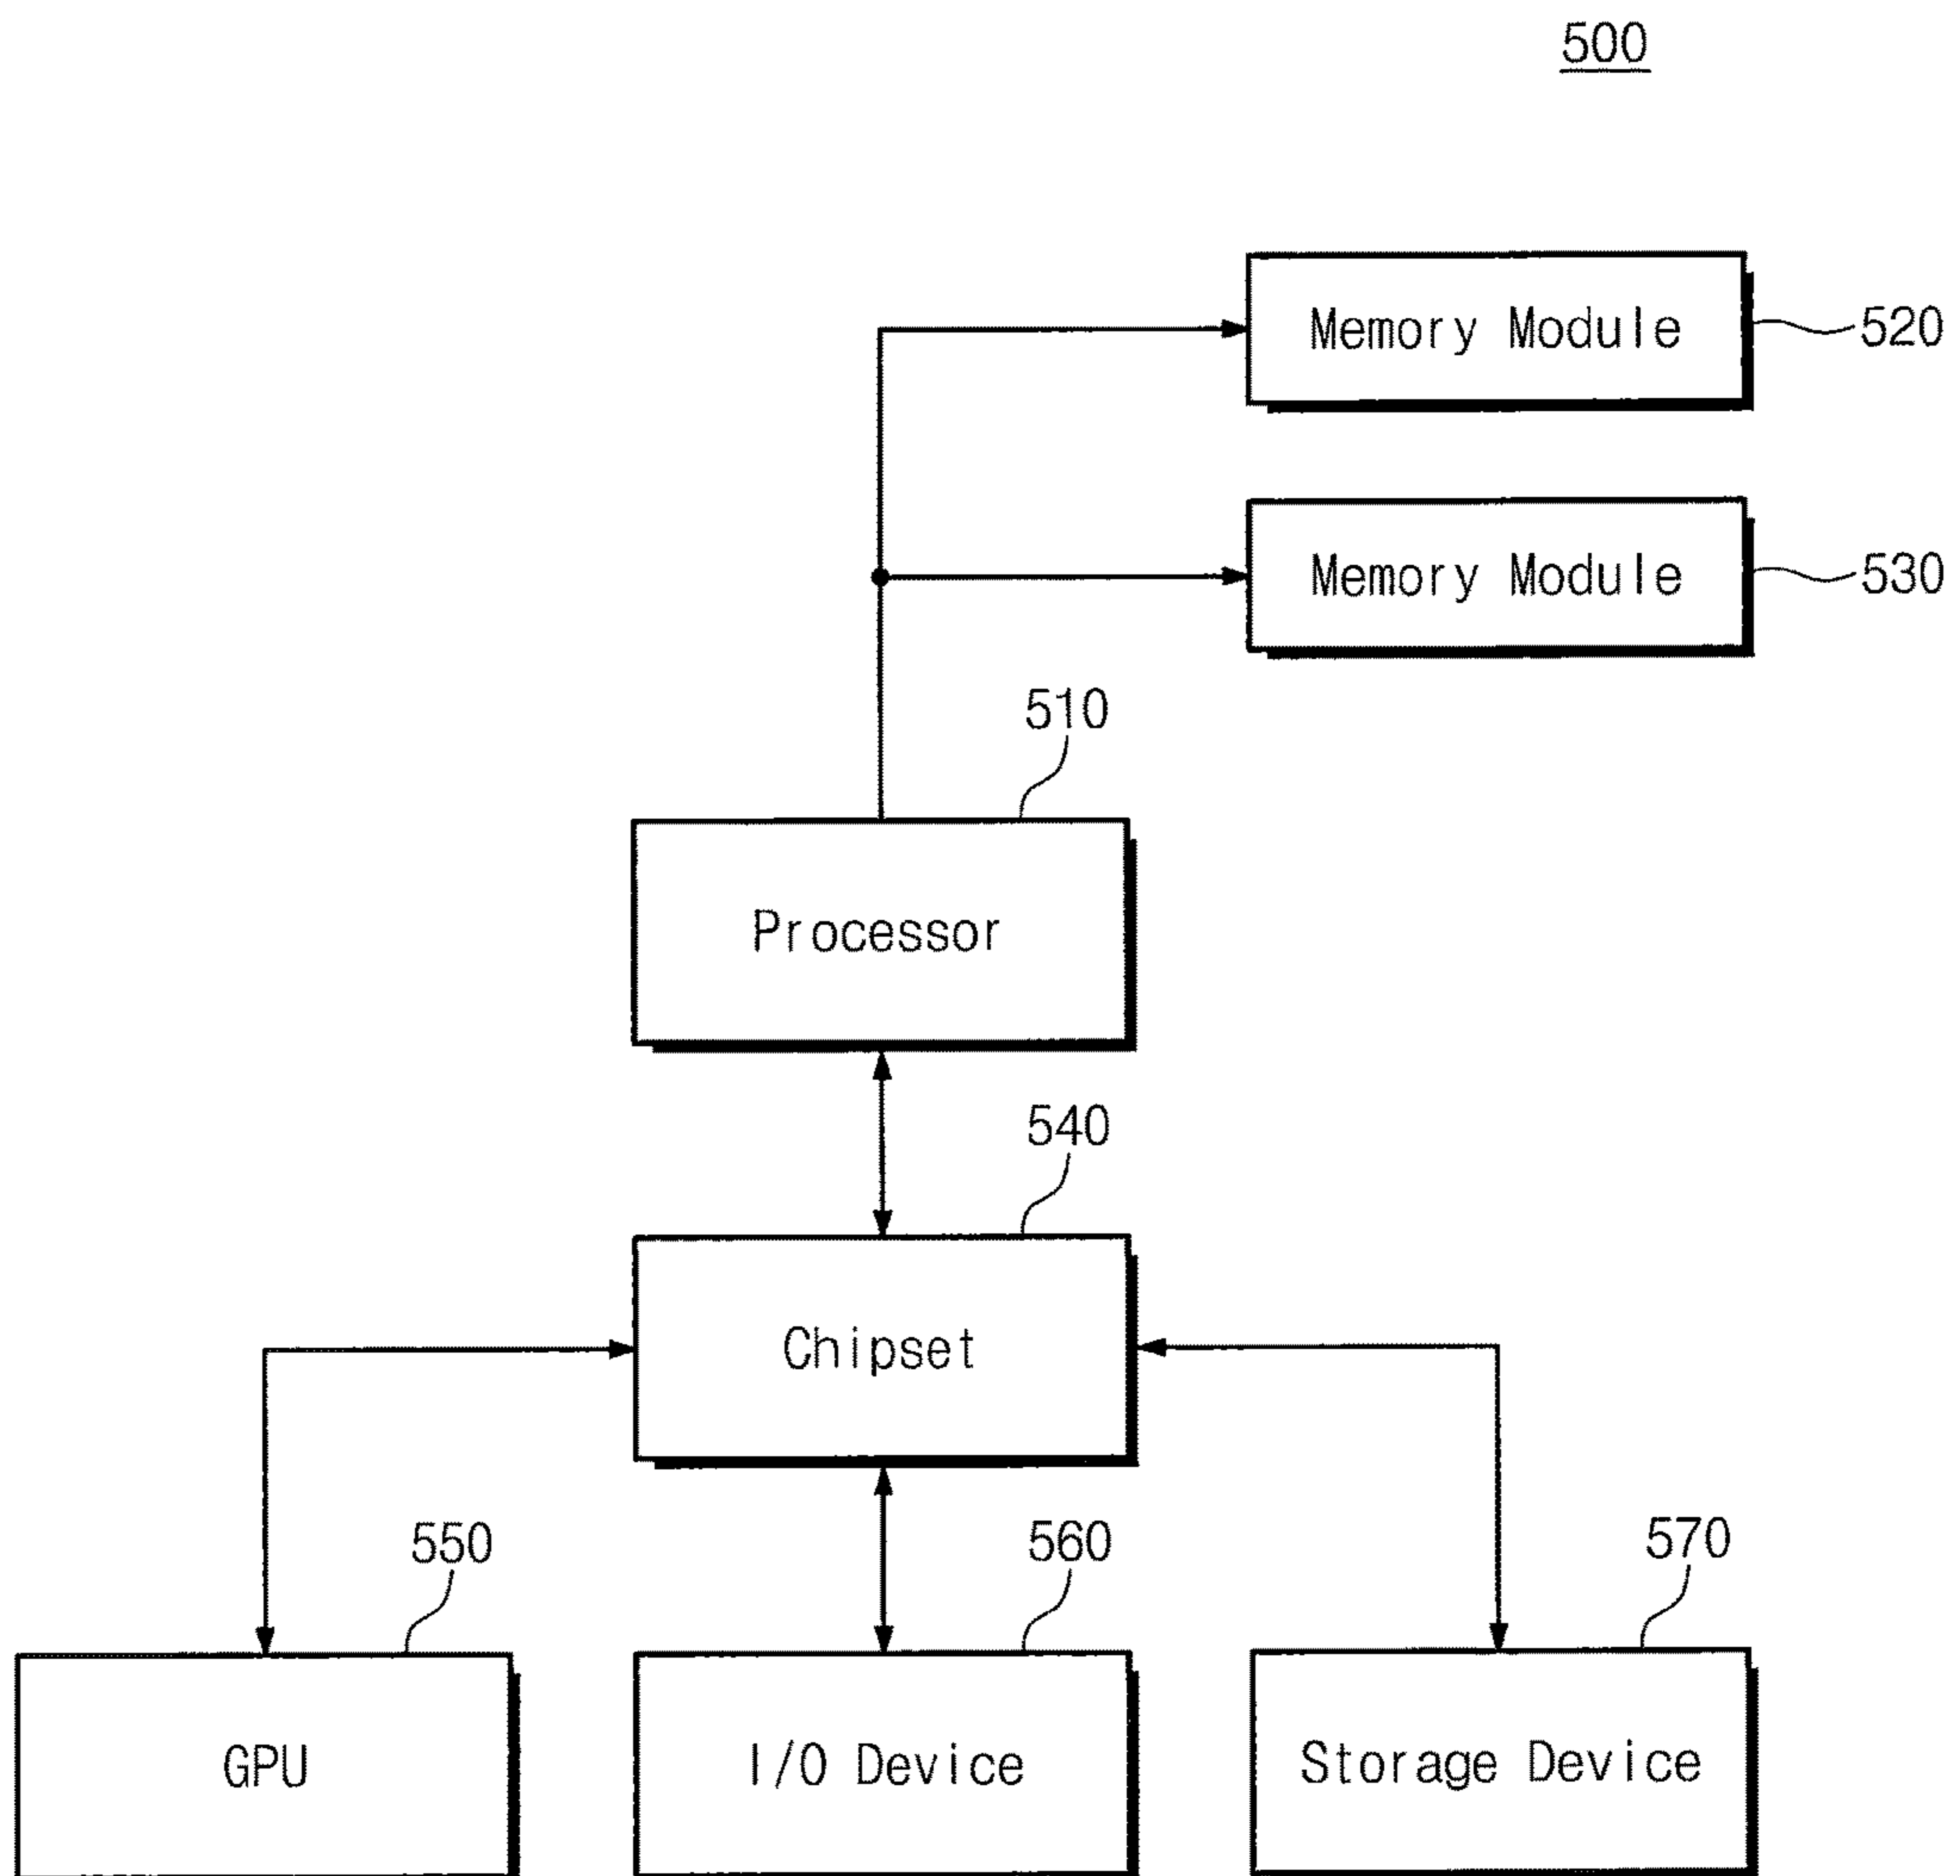 500
Memory Module
520
Memory Module
530
510
Processor
540
Chipset
550
560
570
GPU
I/O Device
Storage Device